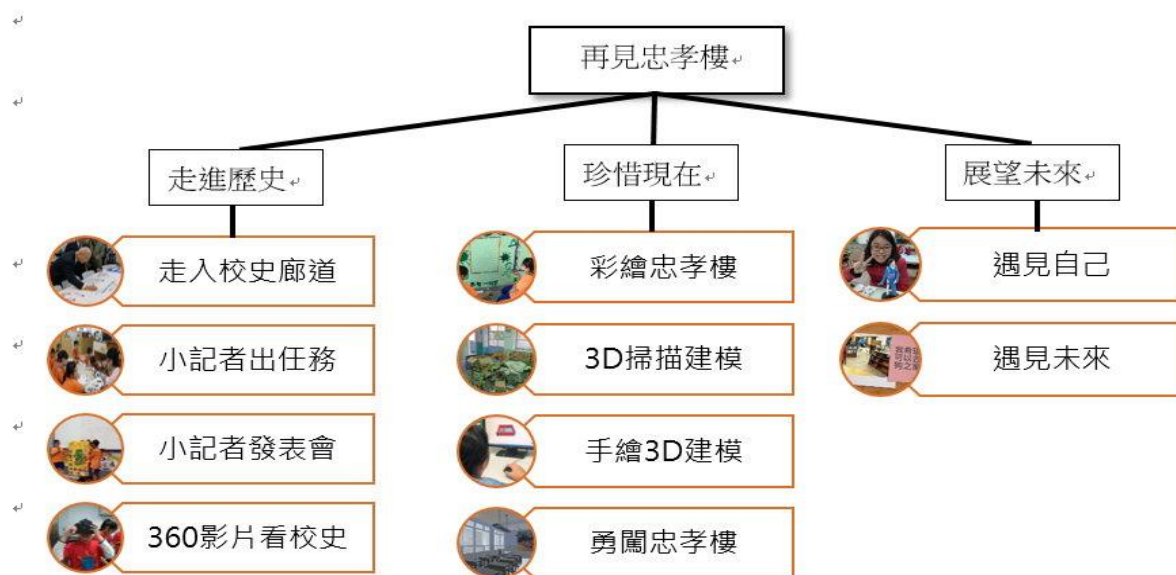 再見忠孝樓
走進歷史
珍惜現在
展望未來
走入校史廊道
小記者出任務
小記者發表會
360影片看校史
彩繪忠孝樓
3D掃描建模
手繪3D建模
勇闖忠孝樓
遇見自己
遇見未來